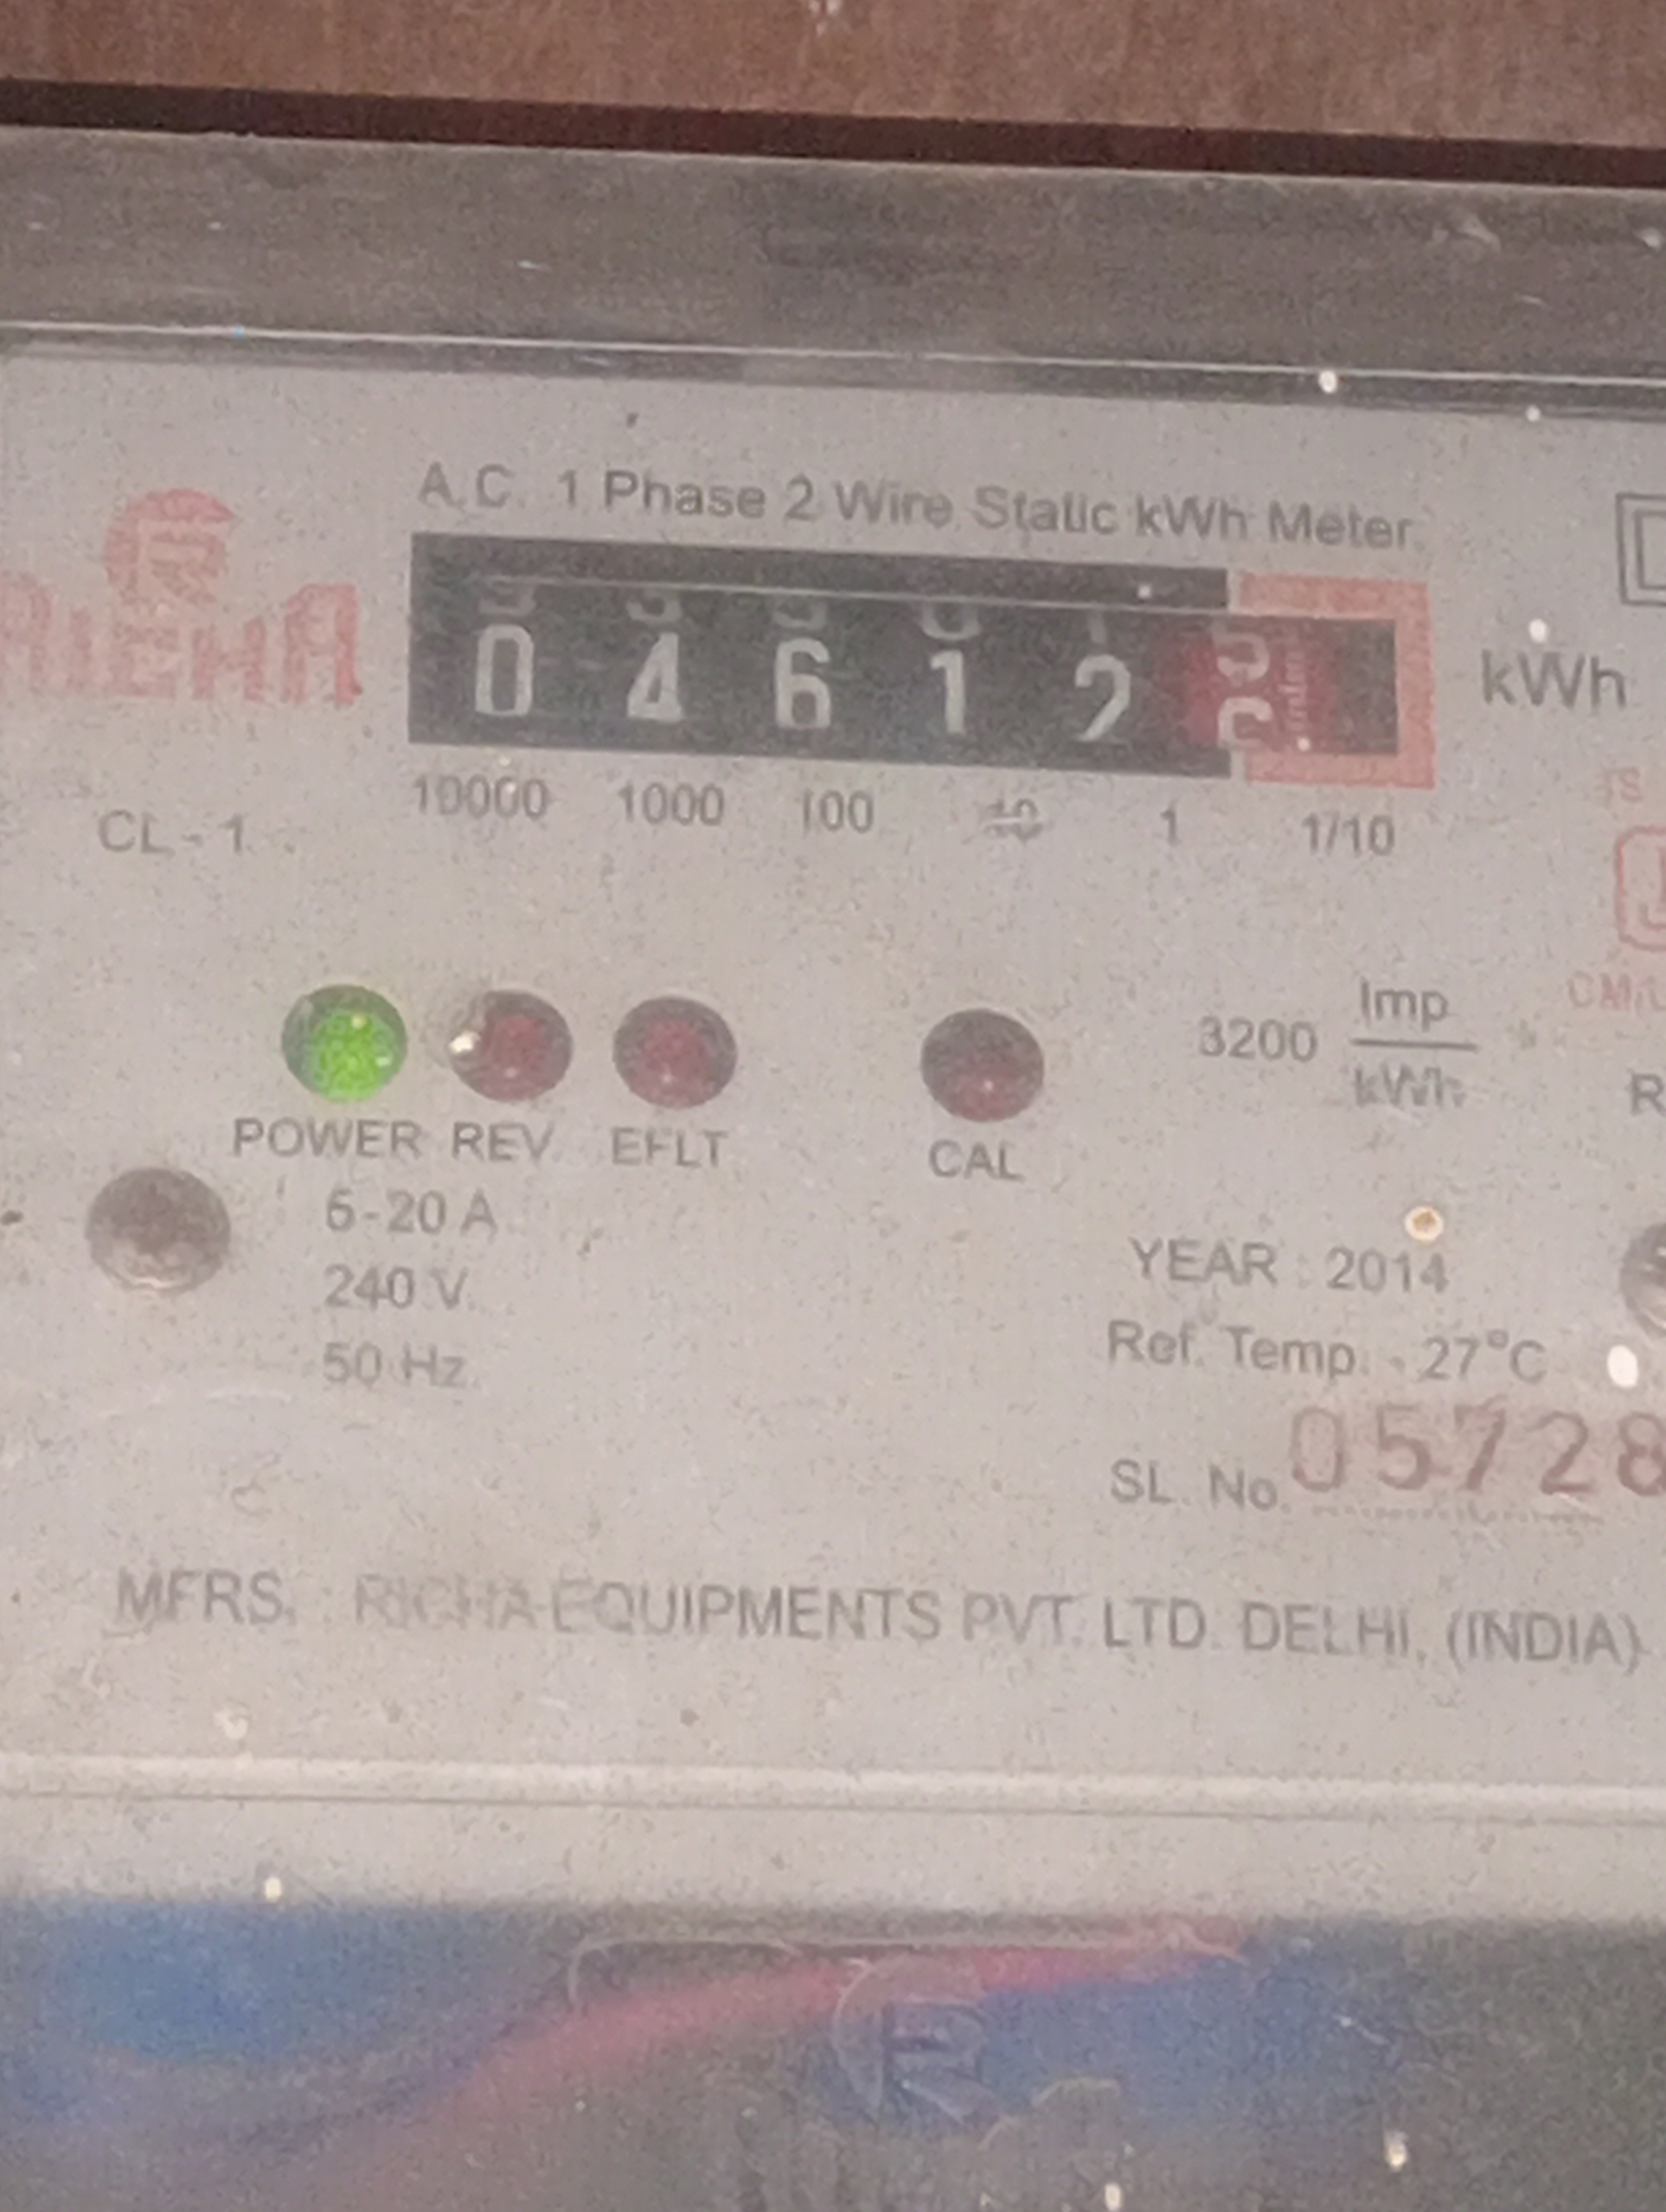 A.C. 1 Phase 2 Wire Static kWh Meter
RICHA
0 4 6 1 2
kWh
10000 1000 100 10 1 1/10
CL - 1
3200 Imp
kWh
POWER REV EFLT CAL
5-20 A
240 V
50 Hz
YEAR : 2014
Ref. Temp. : 27°C
SL. No. 05728
MFRS. : RICHA EQUIPMENTS PVT. LTD. DELHI, (INDIA)